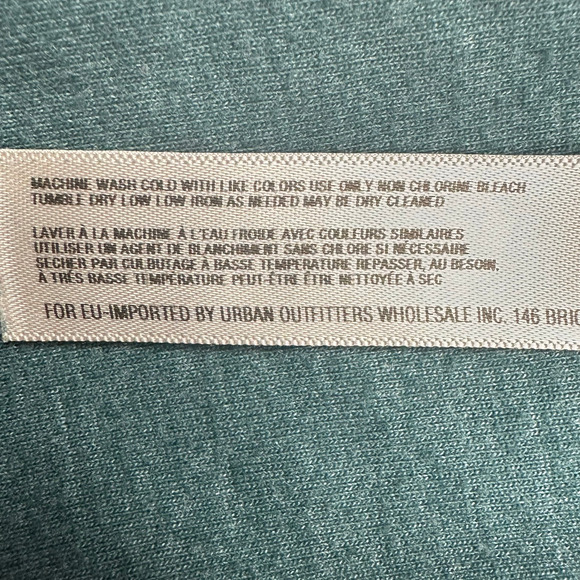 MACHINE WASH COLD WITH LIKE COLORS USE ONLY NON CHLORINE BLEACH
TUMBLE DRY LOW LOW IRON AS NEEDED MAY BE DRY CLEANED
LAVER À LA MACHINE À L'EAU FROIDE AVEC COULEURS SIMILAIRES
UTILISER UN AGENT DE BLANCHIMENT SANS CHLORE SI NÉCESSAIRE
SECHER PAR CULBUTAGE À BASSE TEMPÉRATURE REPASSER, AU BESOIN,
À TRÉS BASSE TEMPÉRATURE PEUT-ÊTRE ÊTRE NETTOYÉE À SEC
FOR EU-IMPORTED BY URBAN OUTFITTERS WHOLESALE INC. 146 BRIC